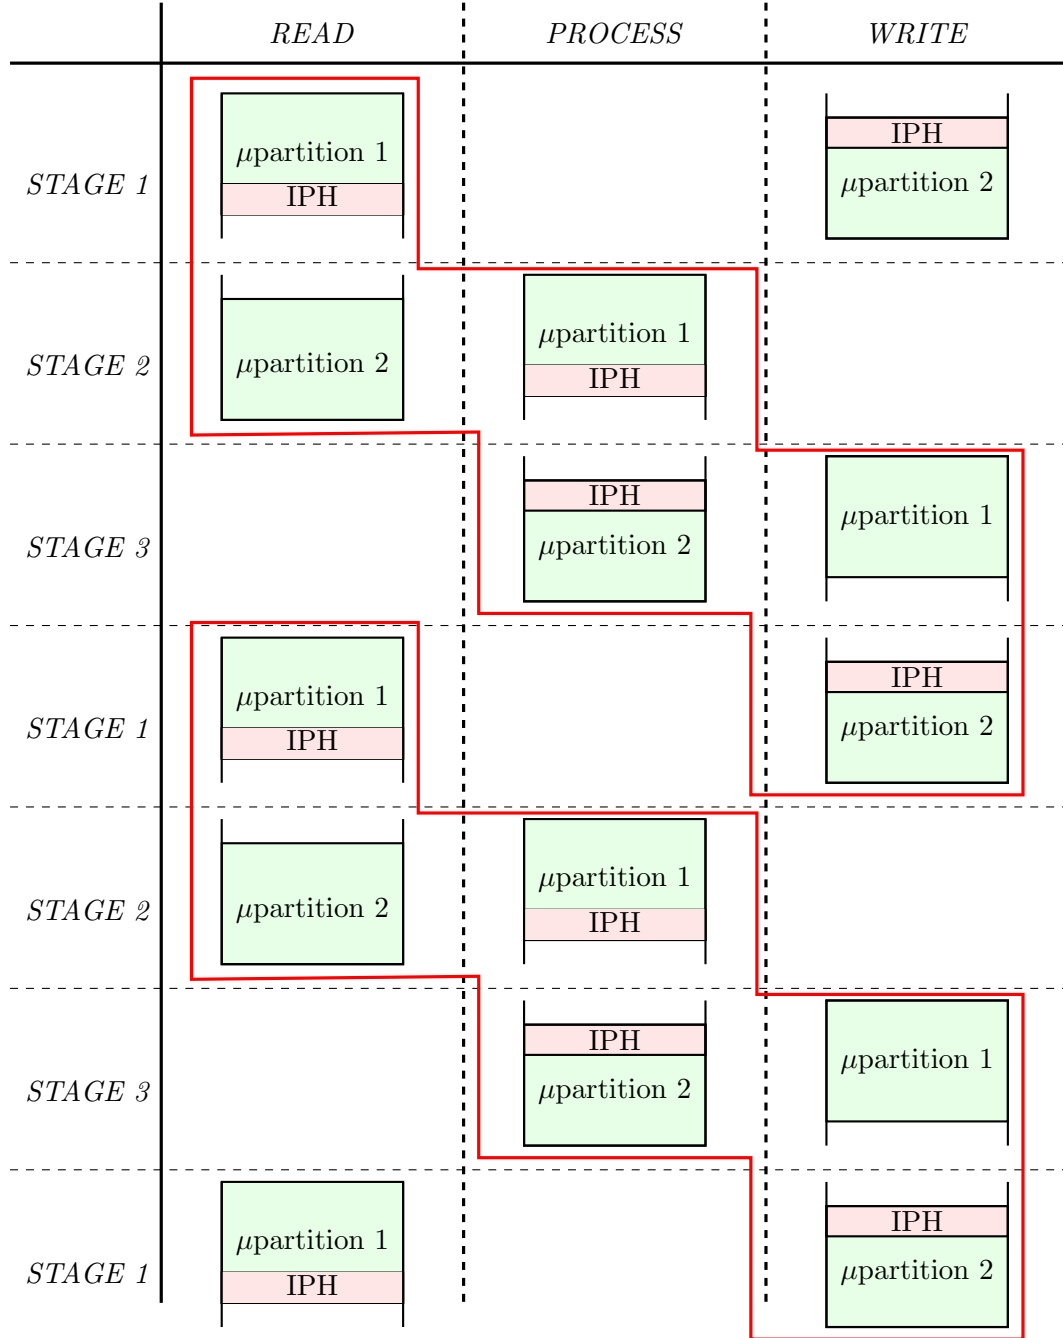 READ PROCESS WRITE
μpartition 1 IPH
IPH μpartition 2
STAGE 1
μpartition 2
μpartition 1 IPH
STAGE 2
IPH μpartition 2
μpartition 1
STAGE 3
μpartition 1 IPH
IPH μpartition 2
STAGE 1
μpartition 2
μpartition 1 IPH
STAGE 2
IPH μpartition 2
μpartition 1
STAGE 3
μpartition 1 IPH
IPH μpartition 2
STAGE 1